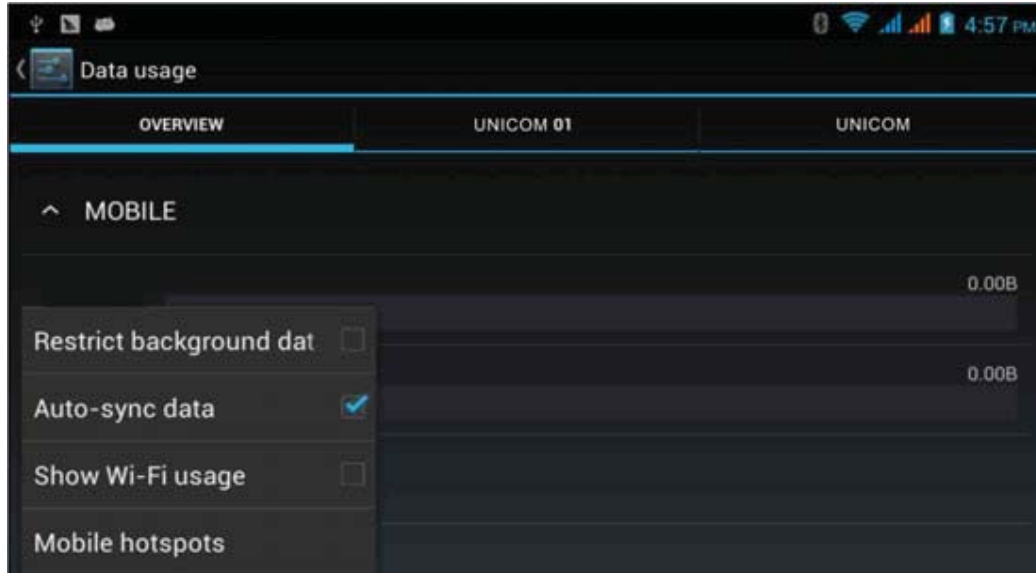 4:57 PM
Data usage
OVERVIEW UNICOM 01 UNICOM
MOBILE
0.00B
Restrict background dat
0.00B
Auto-sync data
Show Wi-Fi usage
Mobile hotspots